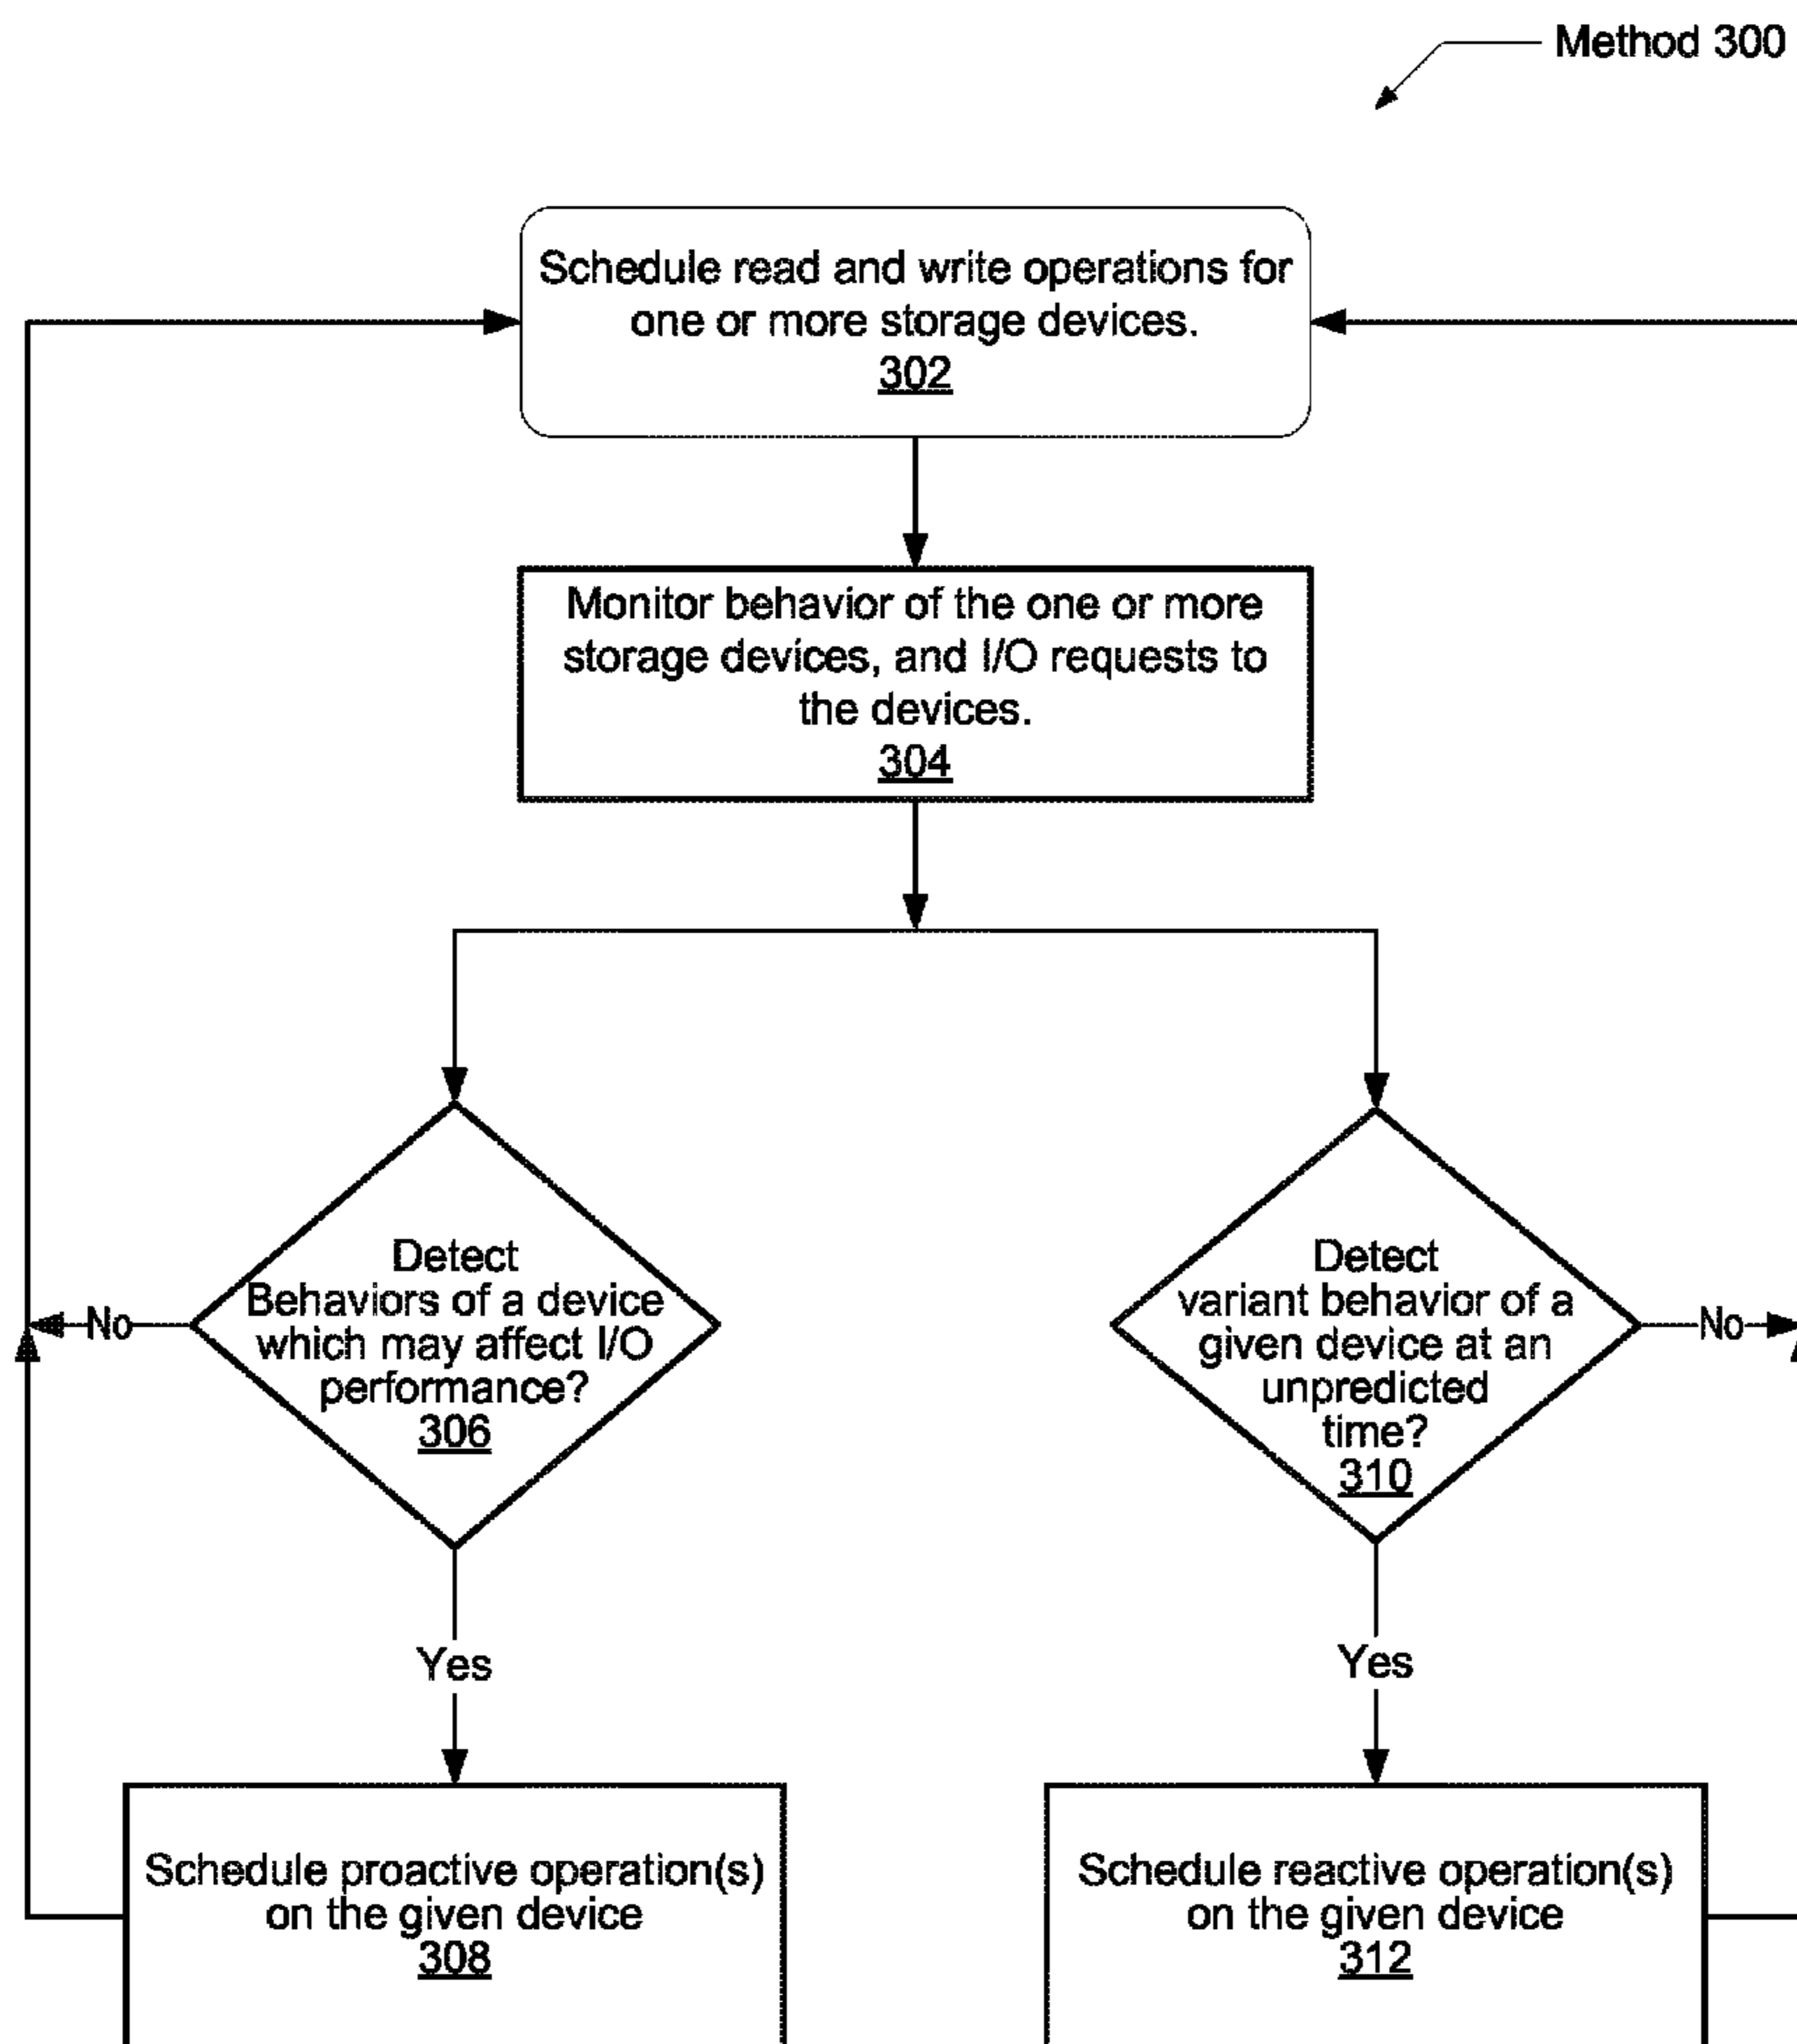 Method 300
Schedule read and write operations for
one or more storage devices.
302
Monitor behavior of the one or more
storage devices, and I/O requests to
the devices.
304
Detect
Behaviors of a device
which may affect I/O
performance?
306
No
Yes
Detect
variant behavior of a
given device at an
unpredicted
time?
310
No
Yes
Schedule proactive operation(s)
on the given device
308
Schedule reactive operation(s)
on the given device
312